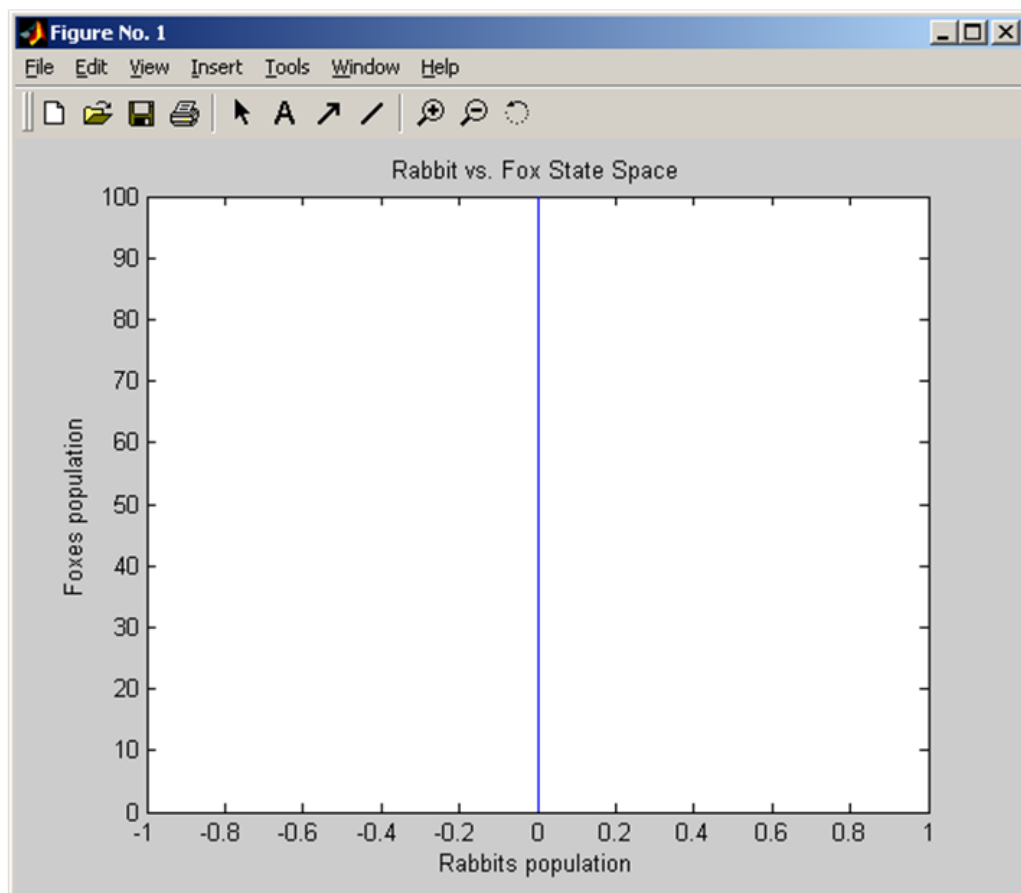 Figure No. 1
File Edit View Insert Tools Window Help
A
Rabbit vs. Fox State Space
100
90
80
70
60
50
40
30
20
10
0
Foxes population
-1 -0.8 -0.6 -0.4 -0.2 0 0.2 0.4 0.6 0.8 1
Rabbits population